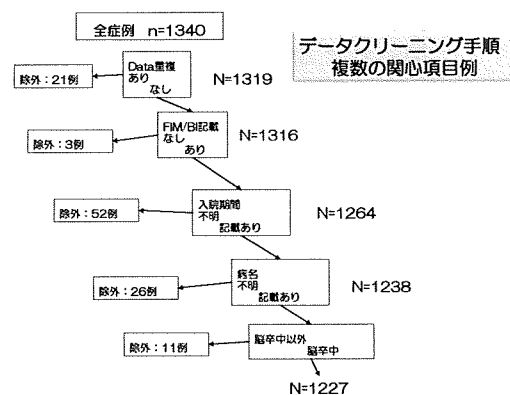 全症例 n=1340
データクリーニング手順
複数の関心項目例
Data重複
あり
なし
除外:21例
N=1319
FIM/BI記載
なし
あり
除外:3例
N=1316
入院期間
不明
記載あり
除外:52例
N=1264
病名
不明
記載あり
除外:26例
N=1238
脳卒中以外
脳卒中
除外:11例
N=1227